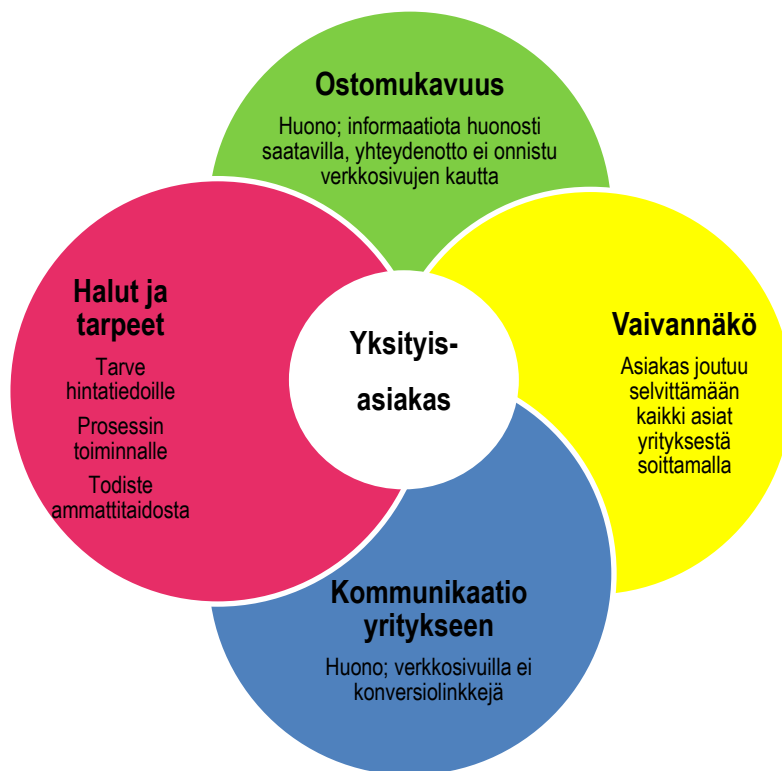 Ostomukavuus
Huono; informaatiota huonosti
saatavilla, yhteydenotto ei onnistu
verkkosivujen kautta
Halut ja
tarpeet
Tarve
hintatiedoille
Prosessin
toiminnalle
Todiste
ammattitaidosta
Yksityis-
asiakas
Vaivannäkö
Asiakas joutuu
selvittämään
kaikki asiat
yrityksestä
soittamalla
Kommunikaatio
yritykseen
Huono; verkkosivuilla ei
konversiolinkkejä